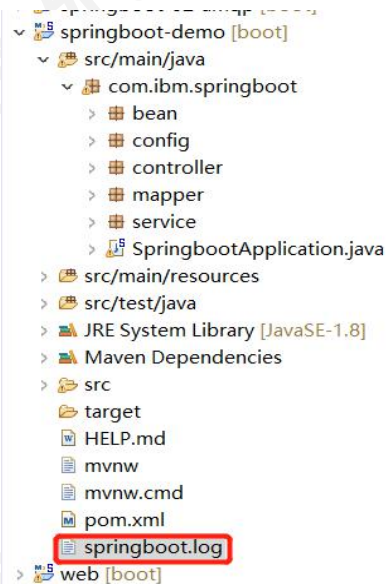 springboot-demo [boot]
src/main/java
com.ibm.springboot
bean
config
controller
mapper
service
SpringbootApplication.java
src/main/resources
src/test/java
JRE System Library [JavaSE-1.8]
Maven Dependencies
src
target
HELP.md
mvnw
mvnw.cmd
pom.xml
springboot.log
web [boot]